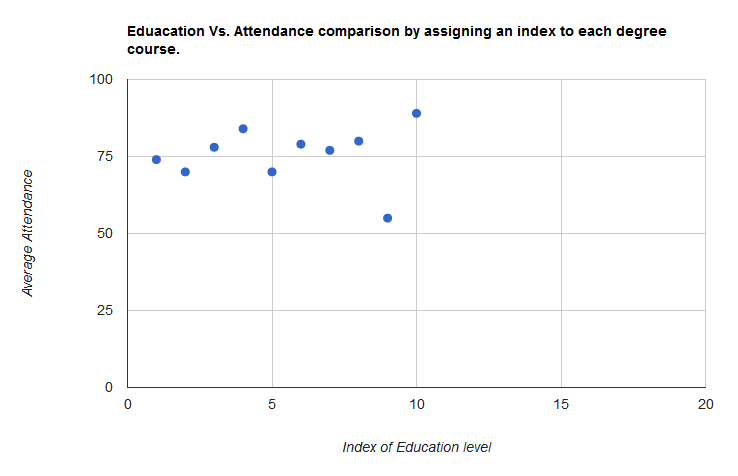 Eduacation Vs. Attendance comparison by assigning an index to each degree
course.
100
75
50
25
0
Average Attendance
0 5 10 15 20
Index of Education level